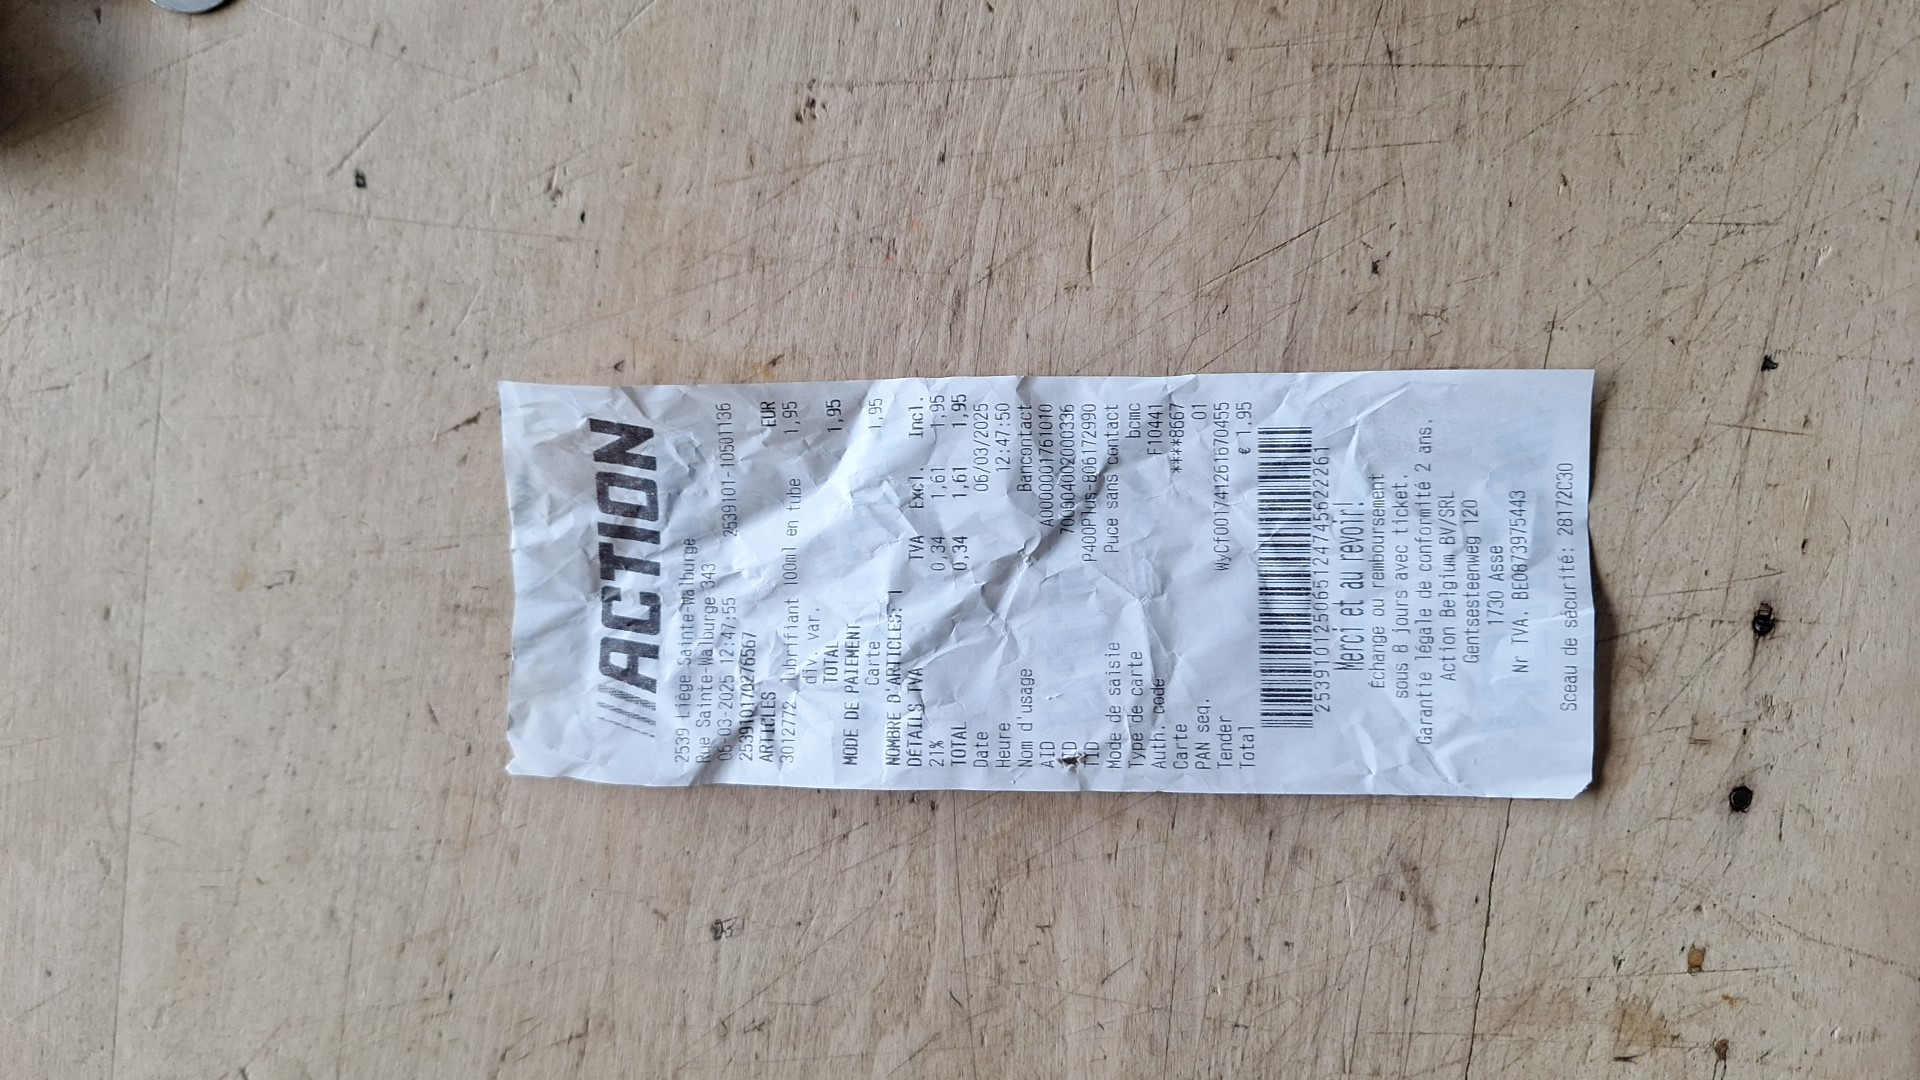 ACTION
2539 Liège Sainte-Walburge
Rue Sainte-Walburge 343
06-03-2025 12:47:55 2539101-10501136
253910170276567
ARTICLES EUR
3012772 lubrifiant 100ml en tube 1,95
div. var.
TOTAL 1,95
MODE DE PAIEMENT
Carte 1,95
NOMBRE D'ARTICLES: 1
DÉTAILS TVA TVA Excl. Incl.
21% 0,34 1,61 1,95
TOTAL 0,34 1,61 1,95
Date 06/03/2025
Heure 12:47:50
Nom d'usage Bancontact
AID A0000001761010
700004002000336
TID P400Plus-806172990
Mode de saisie Puce sans contact
Type de carte bcmc
Auth. code F10441
Carte ****8667
PAN seq. 01
Tender WyCf001741261670455
Total € 1.95
2539101250651247456222261
Merci et au revoir!
Échange ou remboursement
sous 8 jours avec ticket.
Garantie légale de conformité 2 ans.
Action Belgium BV/SRL
Gentsesteenweg 120
1730 Asse
Nr TVA. BE0873975443
Sceau de sécurité: 28172C30